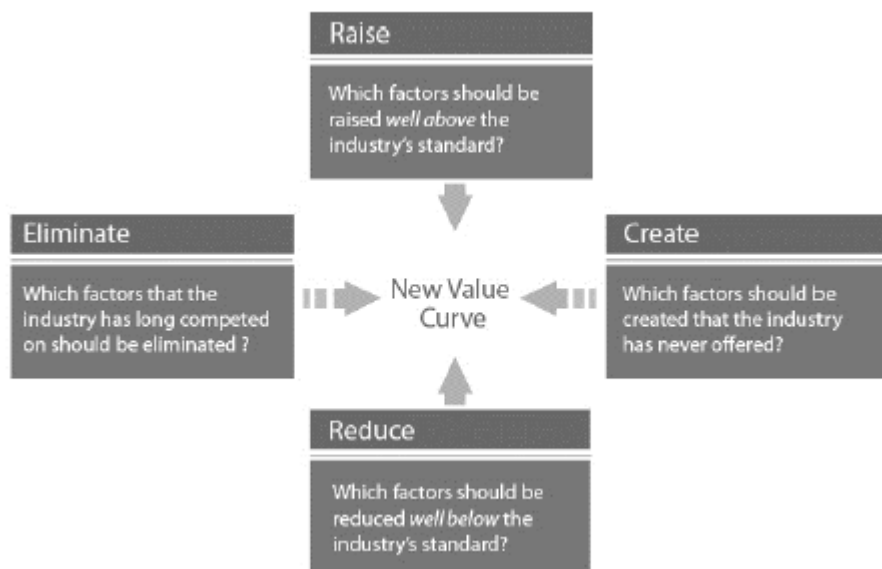 Raise
Which factors should be
raised well above the
industry's standard?
Eliminate
Which factors that the
industry has long competed
on should be eliminated ?
New Value
Curve
Create
Which factors should be
created that the industry
has never offered?
Reduce
Which factors should be
reduced well below the
industry's standard?